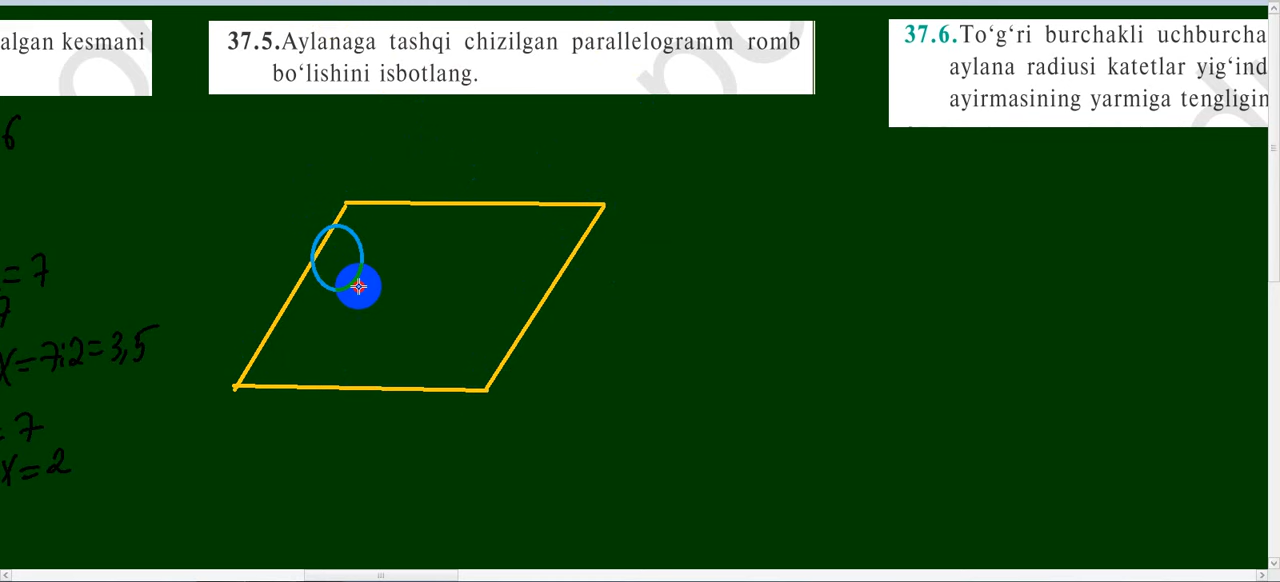 algan kesmani
37.5.Aylanaga tashqi chizilgan parallelogramm romb
bo‘lishini isbotlang.
37.6.To‘g‘ri burchakli uchburcha
aylana radiusi katetlar yig‘ind
ayirmasining yarmiga tengligin
6
= 7
7
x = 7:2 = 3,5
= 7
x = 2